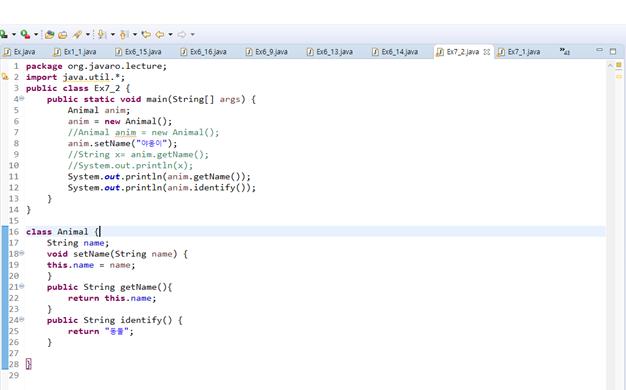 Ex.java Ex1_1.java Ex6_15.java Ex6_16.java Ex6_9.java Ex6_13.java Ex6_14.java Ex7_2.java Ex7_1.java
1 package org.javaro.lecture;
2 import java.util.*;
3 public class Ex7_2 {
4 public static void main(String[] args) {
5 Animal anim;
6 anim = new Animal();
7 //Animal anim = new Animal();
8 anim.setName("야옹이");
9 //String x= anim.getName();
10 //System.out.println(x);
11 System.out.println(anim.getName());
12 System.out.println(anim.identify());
13 }
14 }
15
16 class Animal {
17 String name;
18 void setName(String name) {
19 this.name = name;
20 }
21 public String getName(){
22 return this.name;
23 }
24 public String identify() {
25 return "동물";
26 }
27
28 }
29